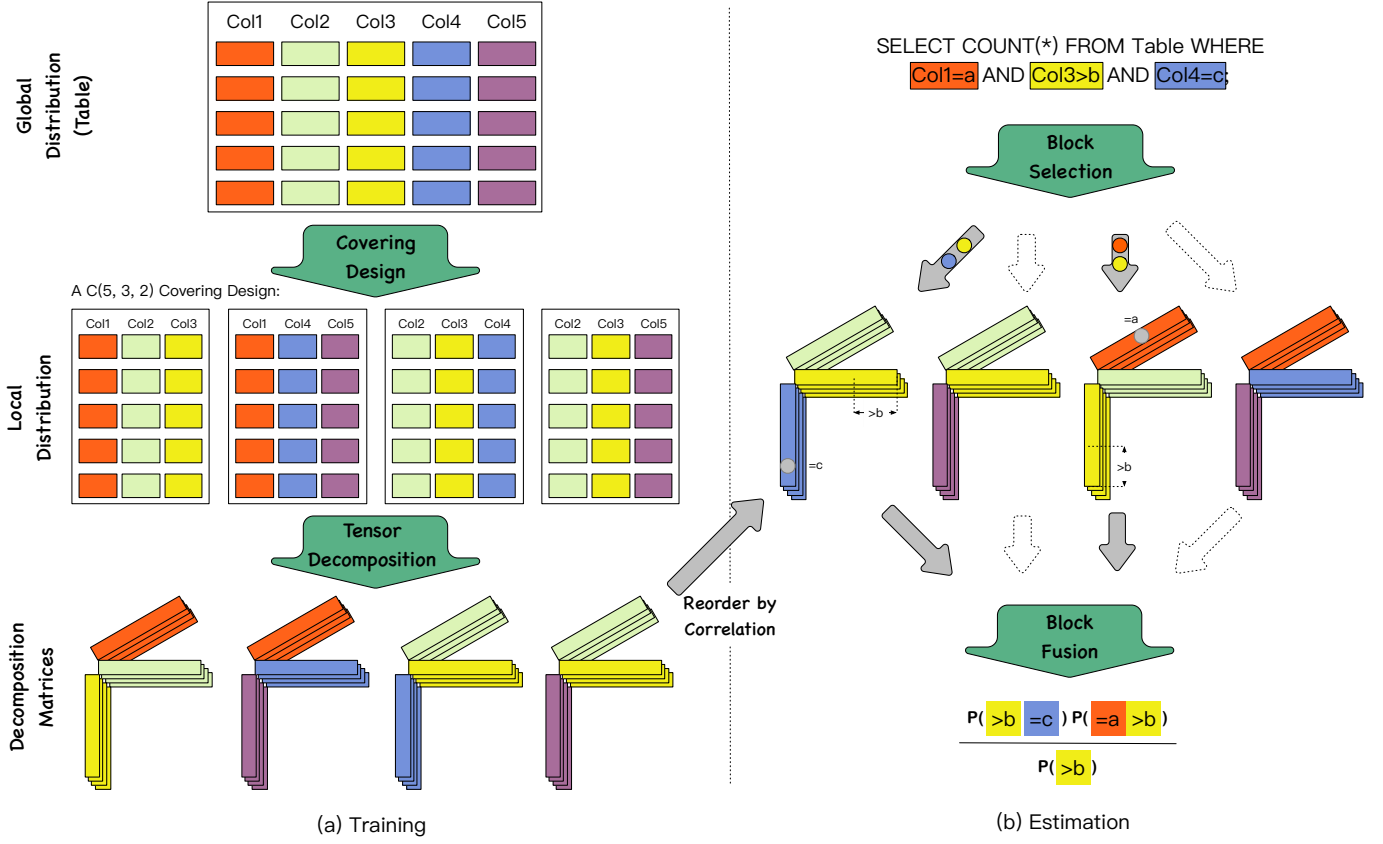 Global
Distribution
(Table)
Col1 Col2 Col3 Col4 Col5
Covering
Design
A C(5, 3, 2) Covering Design:
Local
Distribution
Col1 Col2 Col3
Col1 Col4 Col5
Col2 Col3 Col4
Col2 Col3 Col5
Tensor
Decomposition
Decomposition
Matrices
Reorder by
Correlation
(a) Training
SELECT COUNT(*) FROM Table WHERE
Col1=a AND Col3>b AND Col4=c;
Block
Selection
>b
=c
=a
>b
Block
Fusion
P( >b =c ) P( =a >b )
P( >b )
(b) Estimation